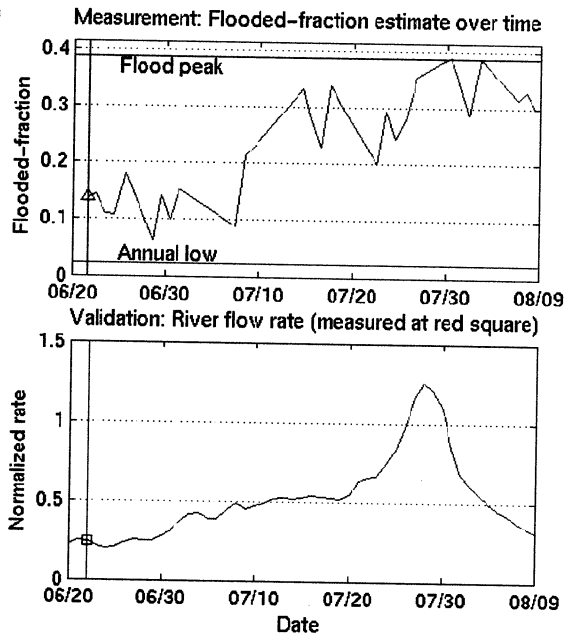 Measurement: Flooded-fraction estimate over time
0.4
Flood peak
0.3
Flooded-fraction
0.2
0.1
Annual low
0
06/20 06/30 07/10 07/20 07/30 08/09
Validation: River flow rate (measured at red square)
1.5
1
Normalized rate
0.5
0
06/20 06/30 07/10 07/20 07/30 08/09
Date